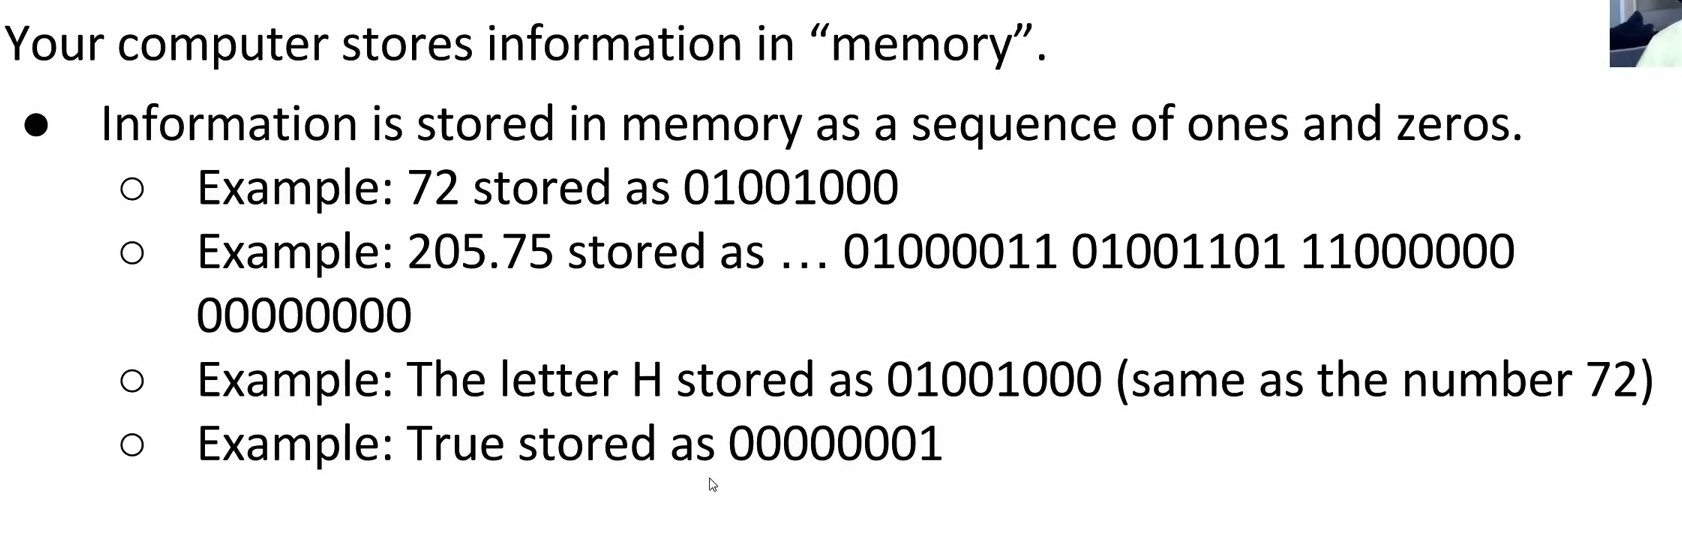 Your computer stores information in “memory”.
● Information is stored in memory as a sequence of ones and zeros.
○ Example: 72 stored as 01001000
○ Example: 205.75 stored as … 01000011 01001101 11000000
00000000
○ Example: The letter H stored as 01001000 (same as the number 72)
○ Example: True stored as 00000001